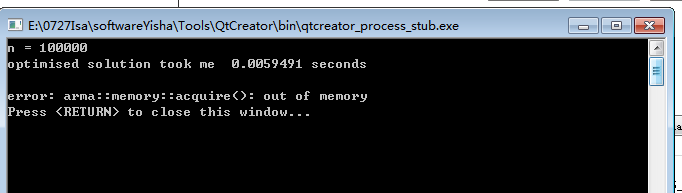 E:\0727Isa\softwareYisha\Tools\QtCreator\bin\qtcreator_process_stub.exe
n = 100000
optimised solution took me  0.0059491 seconds
error: arma::memory::acquire(): out of memory
Press <RETURN> to close this window...